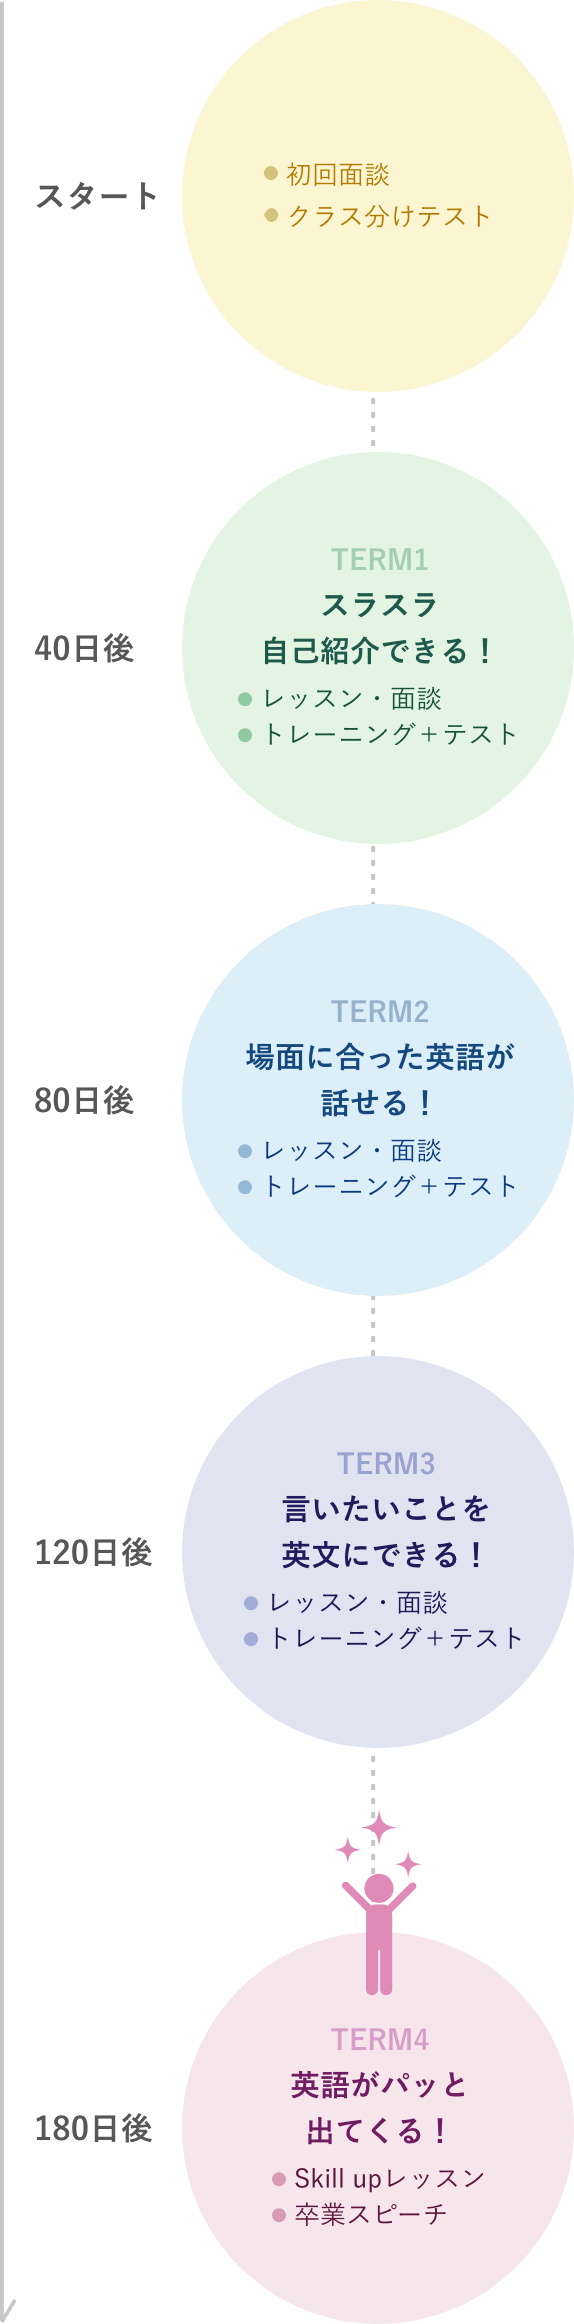 スタート
初回面談
クラス分けテスト
40日後
TERM1
スラスラ
自己紹介できる！
レッスン・面談
トレーニング＋テスト
80日後
TERM2
場面に合った英語が
話せる！
レッスン・面談
トレーニング＋テスト
120日後
TERM3
言いたいことを
英文にできる！
レッスン・面談
トレーニング＋テスト
180日後
TERM4
英語がパッと
出てくる！
Skill upレッスン
卒業スピーチ